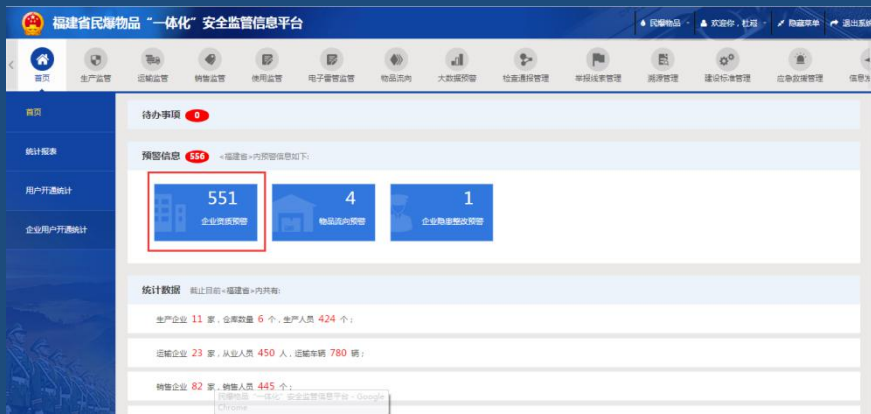 福建省民爆物品“一体化”安全监管信息平台
民爆物品 欢迎你，杜可 隐藏菜单 退出系统
首页 生产监管 运输监管 销售监管 使用监管 电子雷管监管 物品流向 大数据预警 检查通报管理 举报线索管理 溯源管理 建设标准管理 应急救援管理
首页
统计报表
用户开通统计
企业用户开通统计
待办事项 0
预警信息 556 <福建省>内预警信息如下:
551 4 1
企业资质预警 物品流向预警 企业隐患整改预警
统计数据 截止目前<福建省>内共有:
生产企业 11 家，仓库数量 6 个，生产人员 424 个；
运输企业 23 家，从业人员 450 人，运输车辆 780 辆；
销售企业 82 家，销售人员 445 个；
民爆物品 “一体化” 安全监管信息平台 - Google
Chrome